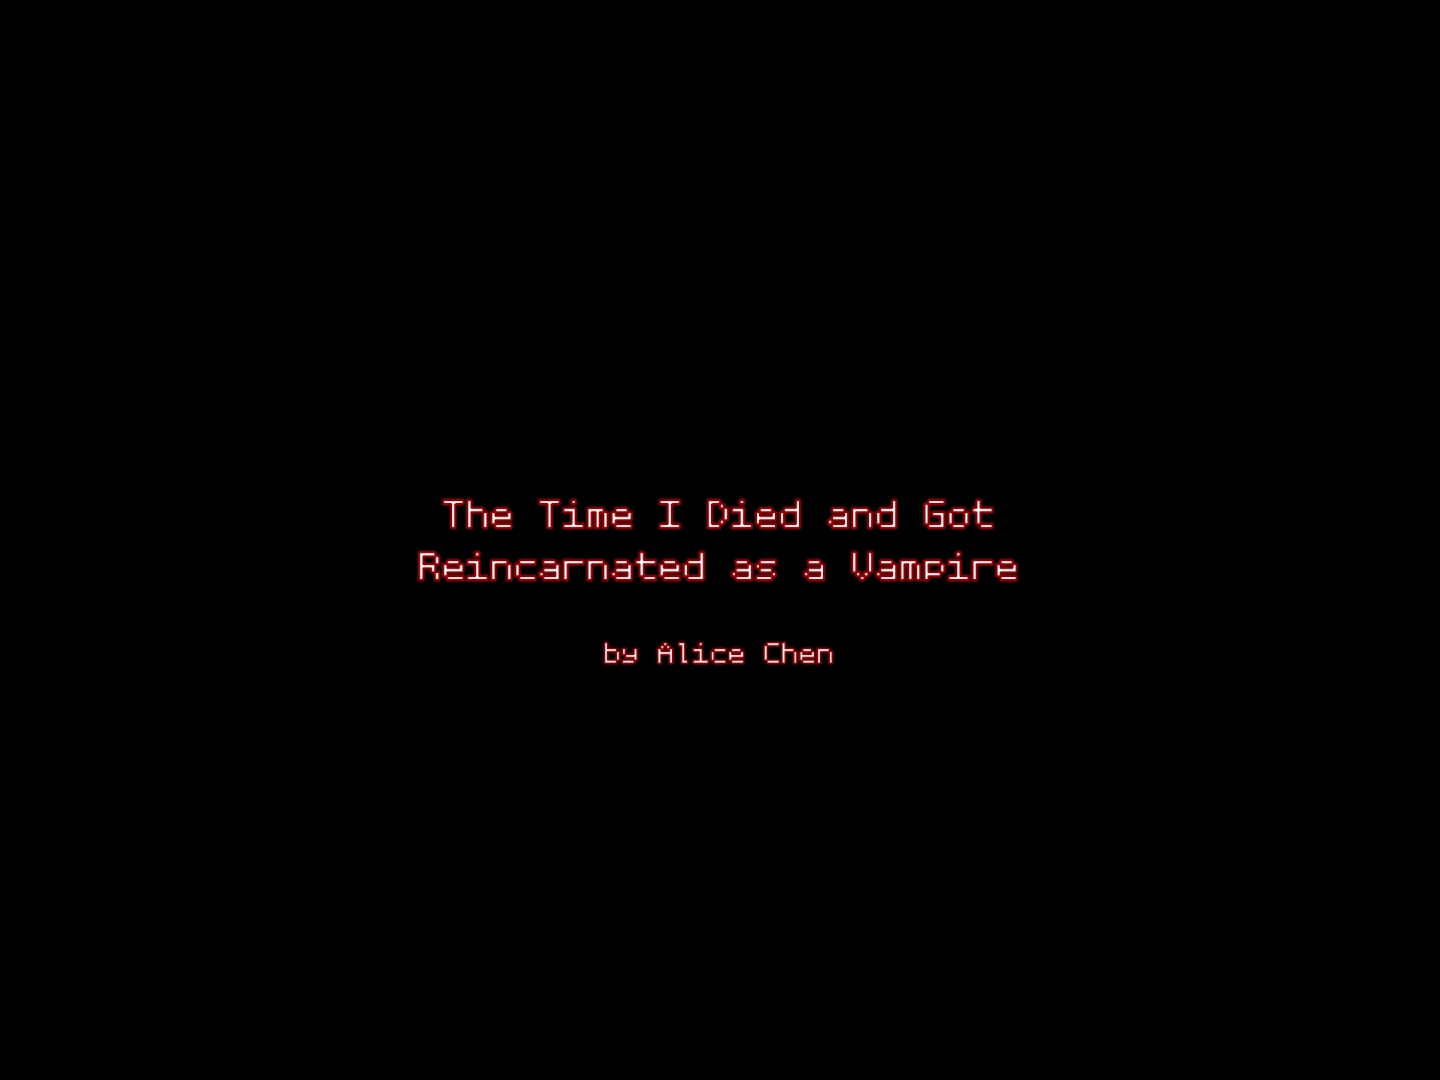 The Time I Died and Got
Reincarnated as a Vampire
by Alice Chen